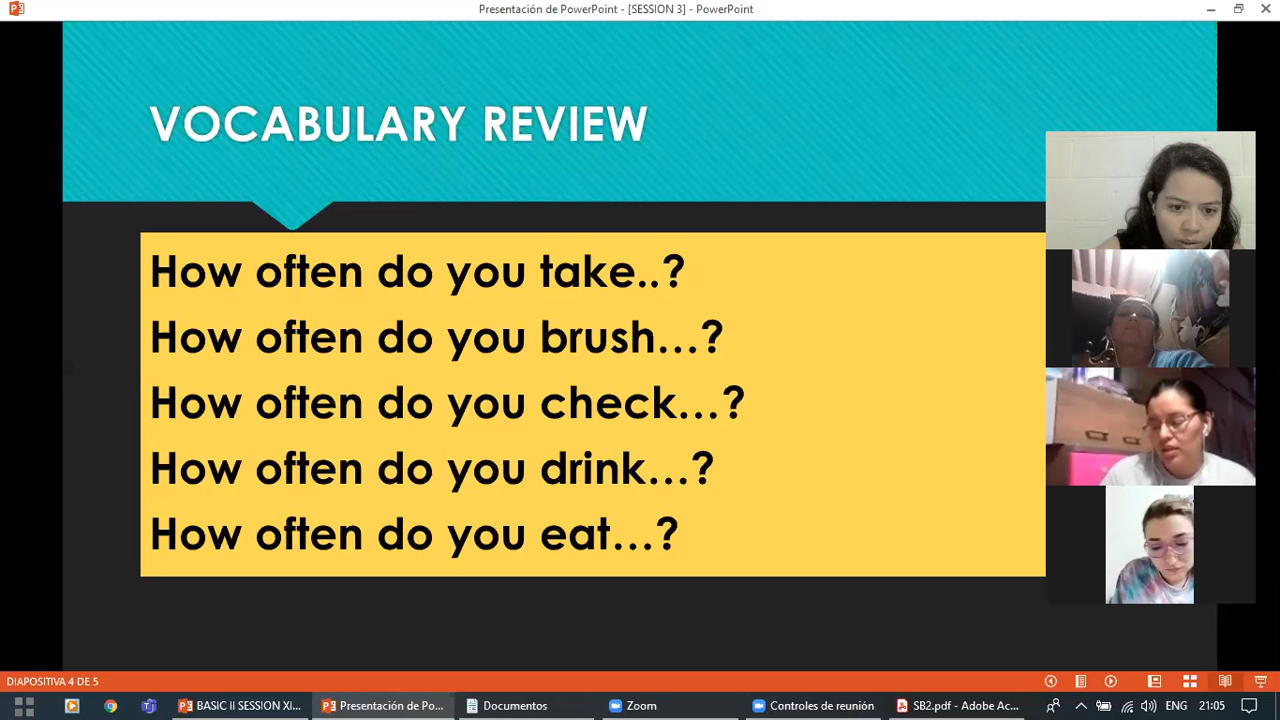 Presentación de PowerPoint - [SESSION 3] - PowerPoint
VOCABULARY REVIEW
How often do you take..?
How often do you brush...?
How often do you check...?
How often do you drink...?
How often do you eat...?
DIAPOSITIVA 4 DE 5
BASIC II SESSION XI...
Presentación de Po...
Documentos
Zoom
Controles de reunión
SB2.pdf - Adobe Ac...
ENG
21:05